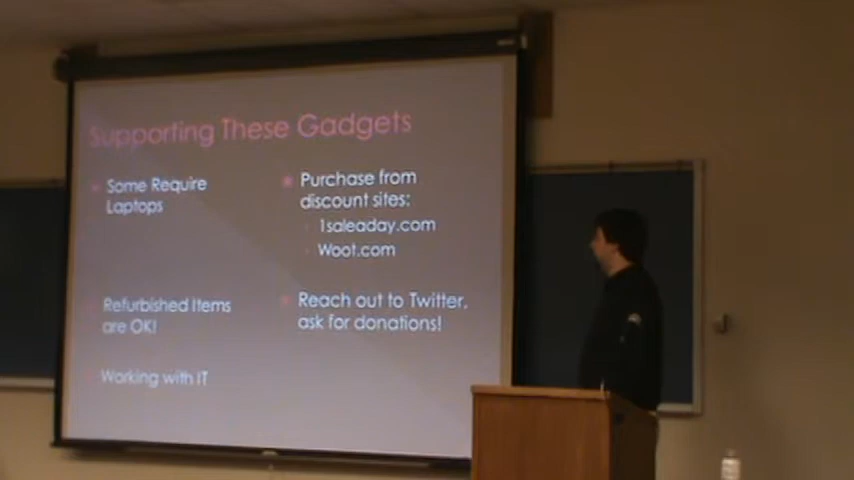 Supporting These Gadgets
Some Require
Laptops
Refurbished Items
are OK!
Working with IT
Purchase from
discount sites:
1saleaday.com
Woot.com
Reach out to Twitter,
ask for donations!